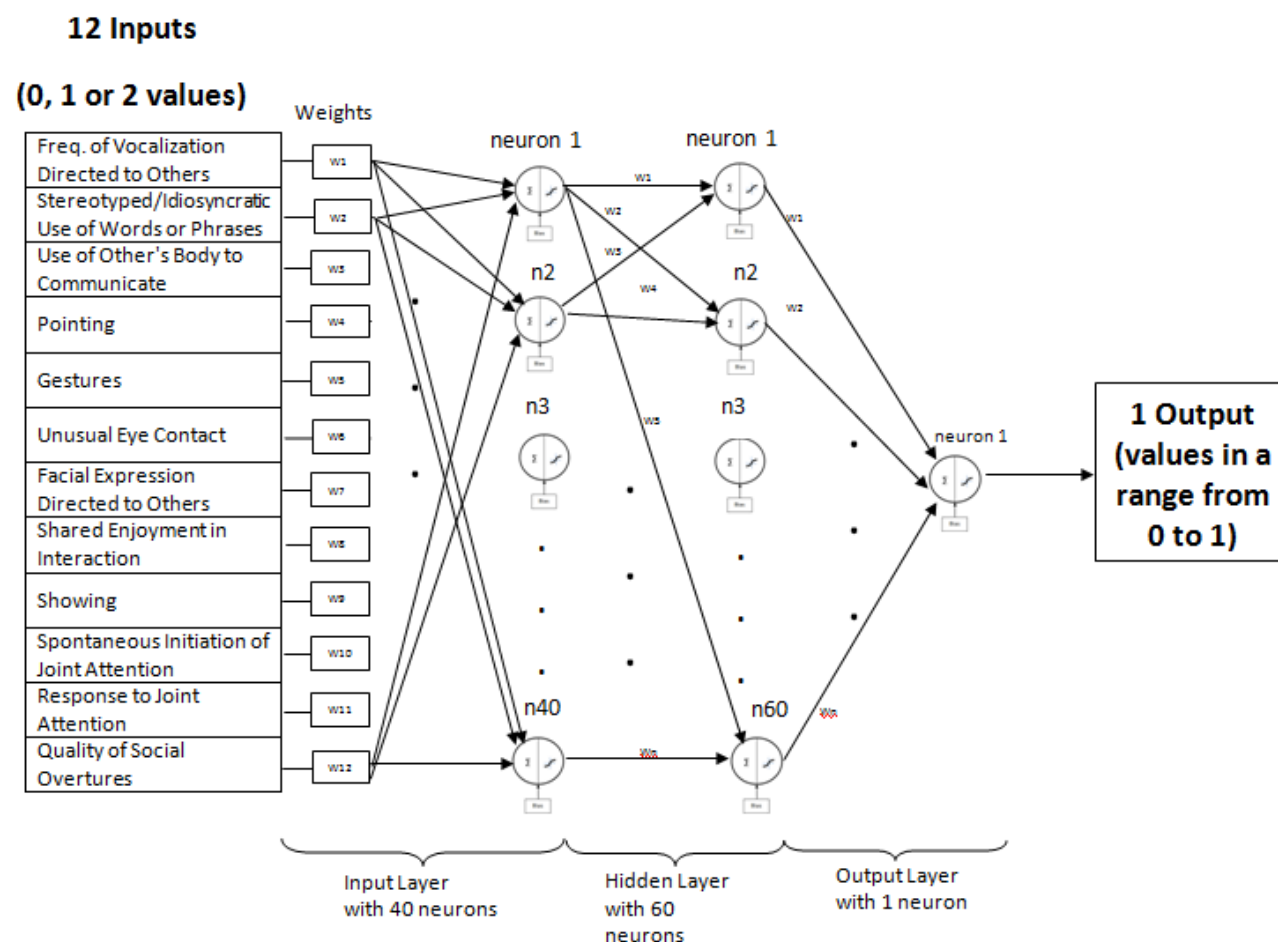 12 Inputs
(0, 1 or 2 values)
Weights
Freq. of Vocalization
Directed to Others
Stereotyped/Idiosyncratic
Use of Words or Phrases
Use of Other's Body to
Communicate
Pointing
Gestures
Unusual Eye Contact
Facial Expression
Directed to Others
Shared Enjoyment in
Interaction
Showing
Spontaneous Initiation of
Joint Attention
Response to Joint
Attention
Quality of Social
Overtures
W1
W2
W3
W4
W5
W6
W7
W8
W9
W10
W11
W12
neuron 1
n2
n3
n40
W1
W2
W3
W4
W5
Wn
neuron 1
n2
n3
n60
W1
W2
Wn
neuron 1
1 Output
(values in a
range from
0 to 1)
Input Layer
with 40 neurons
Hidden Layer
with 60
neurons
Output Layer
with 1 neuron